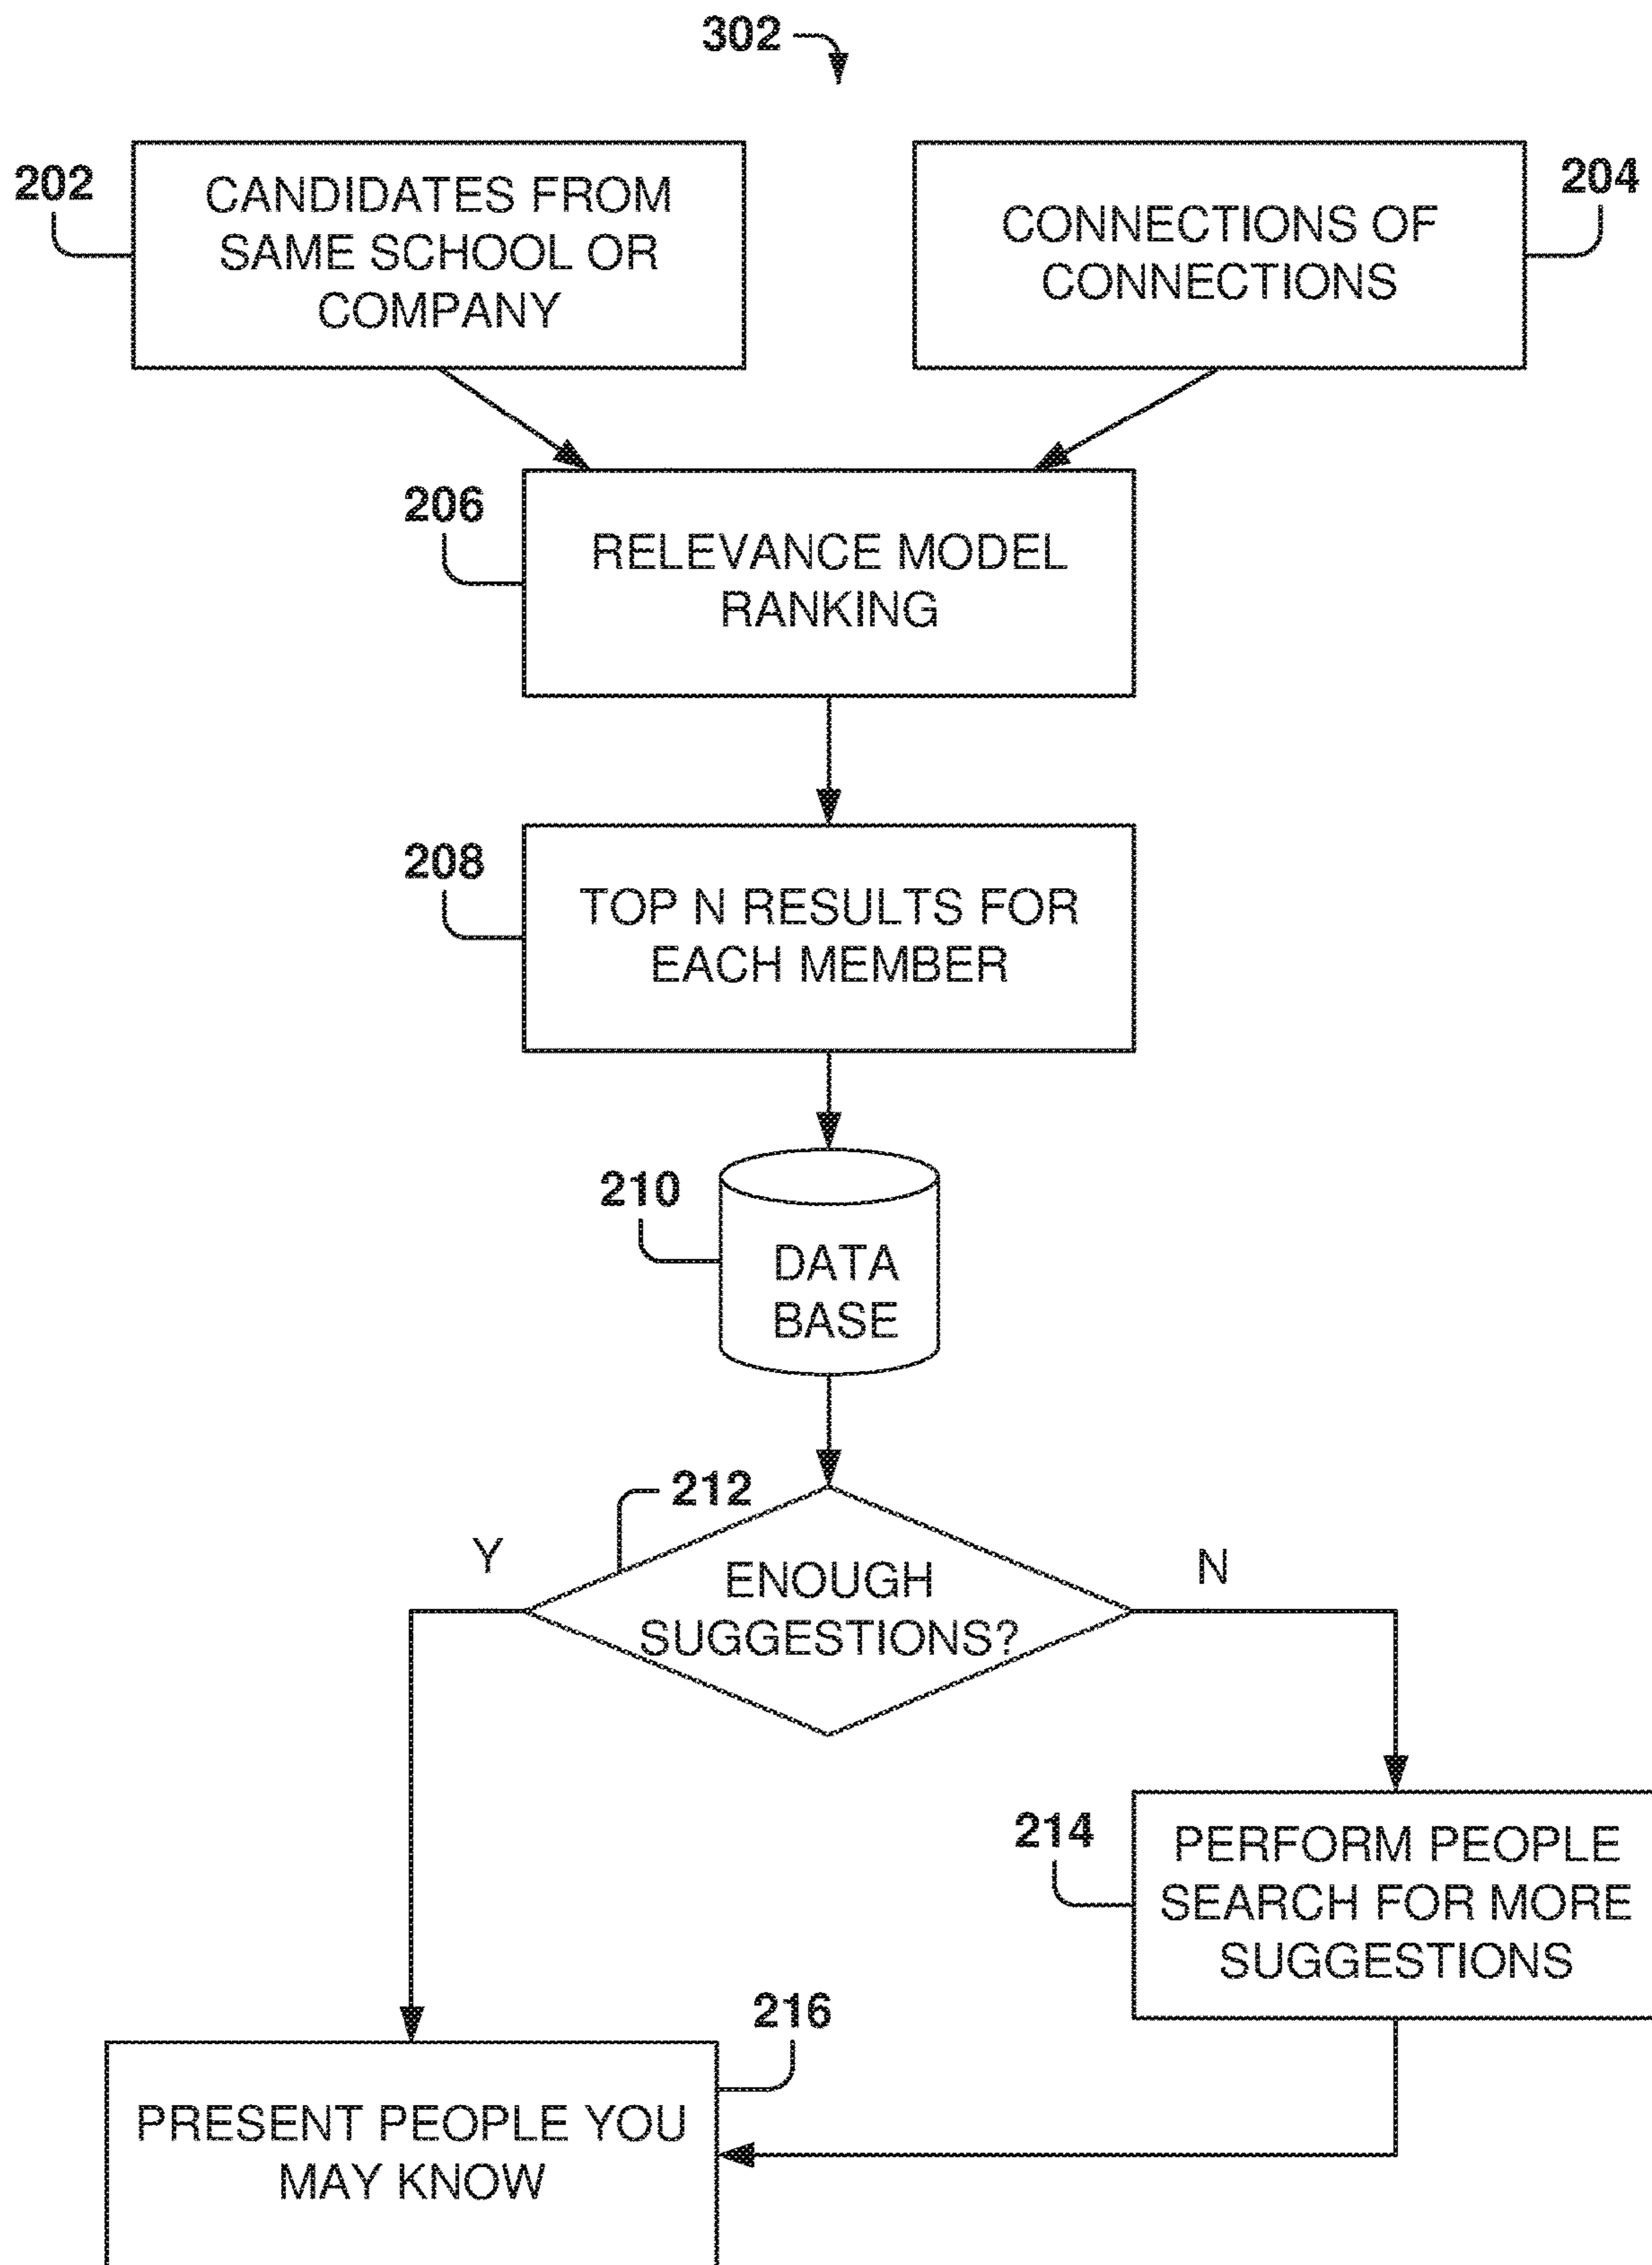 302
202
CANDIDATES FROM
SAME SCHOOL OR
COMPANY
CONNECTIONS OF
CONNECTIONS
204
206
RELEVANCE MODEL
RANKING
208
TOP N RESULTS FOR
EACH MEMBER
210
DATA
BASE
212
Y
ENOUGH
SUGGESTIONS?
N
214
PERFORM PEOPLE
SEARCH FOR MORE
SUGGESTIONS
216
PRESENT PEOPLE YOU
MAY KNOW